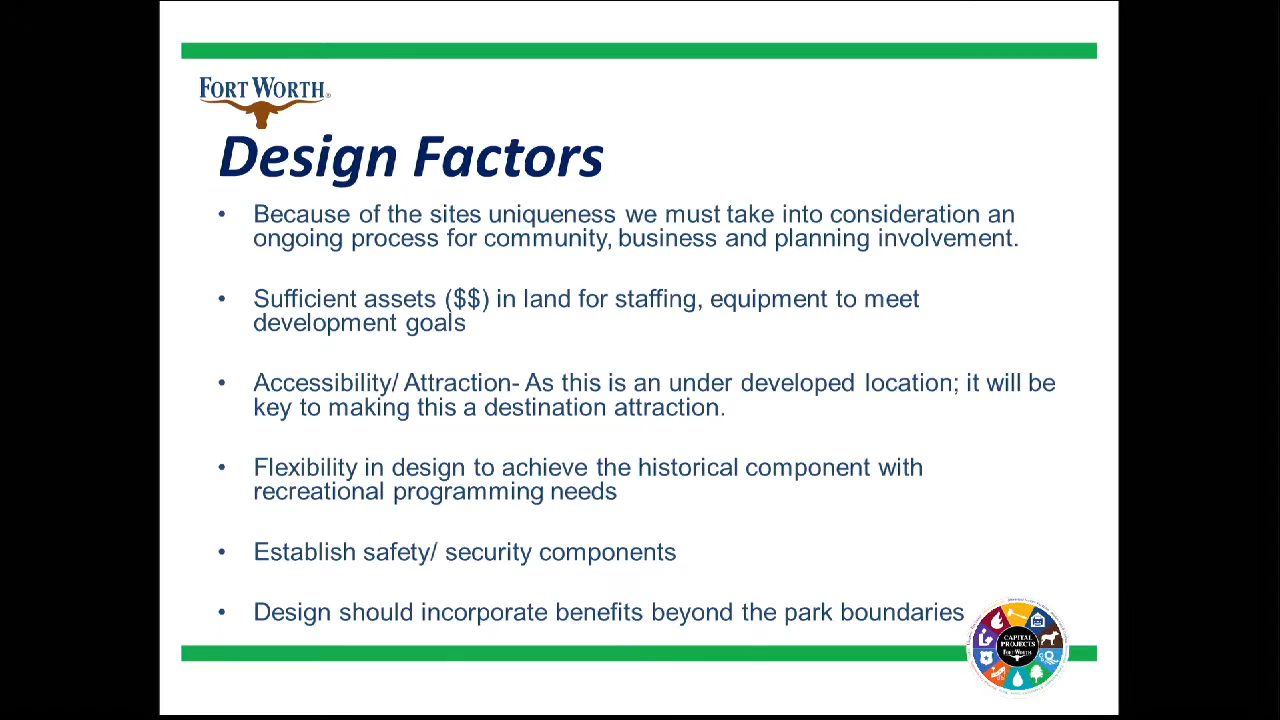 FORT WORTH®
Design Factors
• Because of the sites uniqueness we must take into consideration an
ongoing process for community, business and planning involvement.
• Sufficient assets ($$) in land for staffing, equipment to meet
development goals
• Accessibility/ Attraction- As this is an under developed location; it will be
key to making this a destination attraction.
• Flexibility in design to achieve the historical component with
recreational programming needs
• Establish safety/ security components
• Design should incorporate benefits beyond the park boundaries
CAPITAL
PROJECTS
FORT WORTH